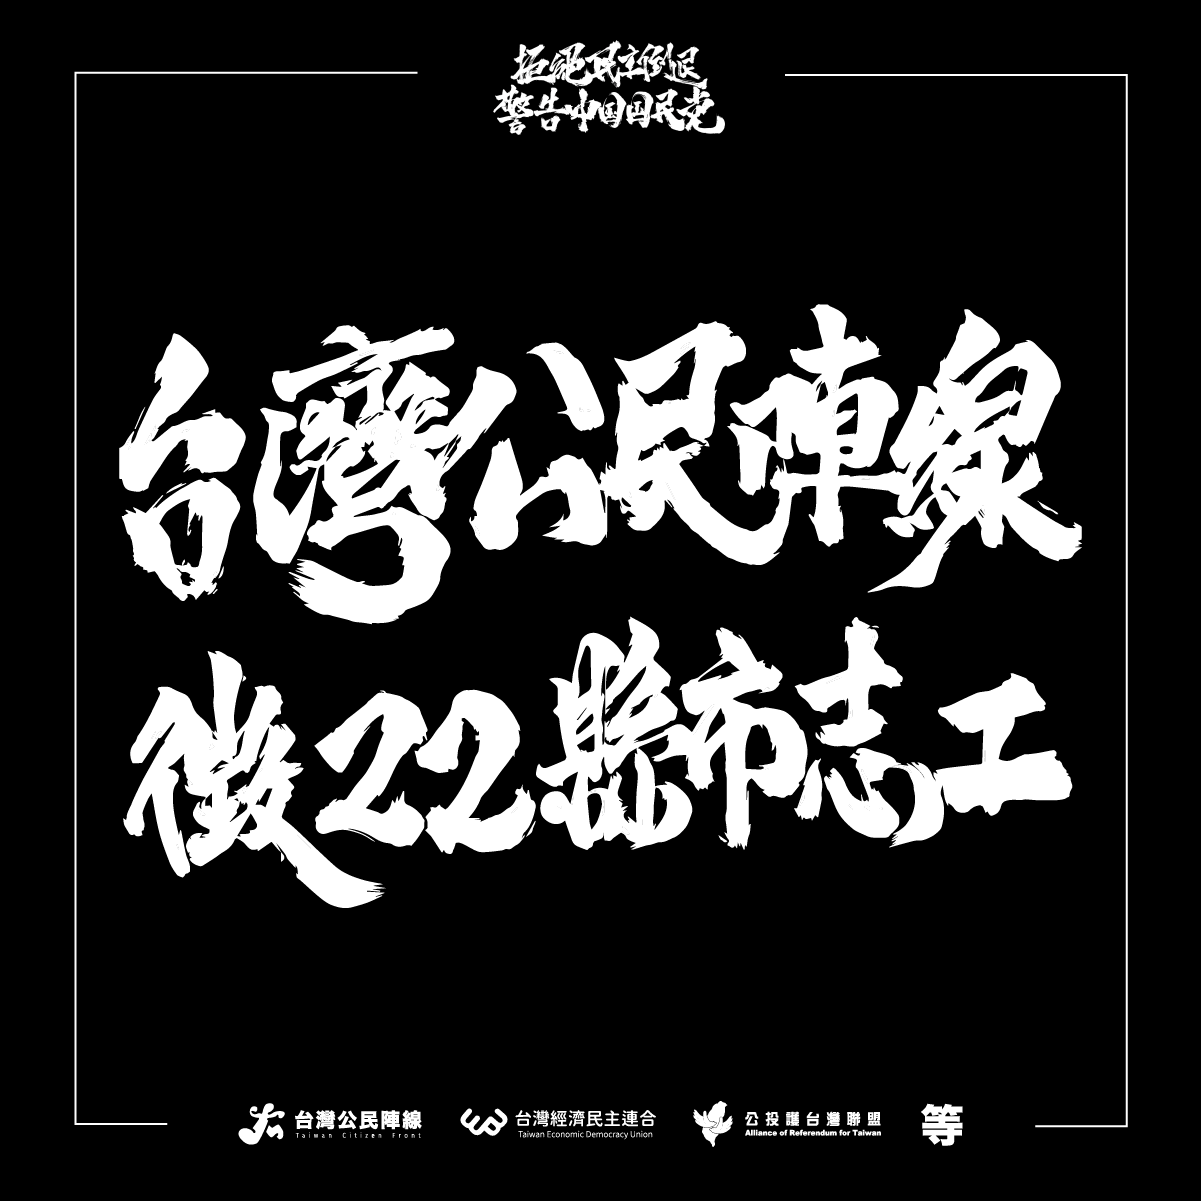 拒絕民主倒退
警告中国国民党
台灣公民陣線
徵22縣市志工
台灣公民陣線
Taiwan Citizen Front
台灣經濟民主連合
Taiwan Economic Democracy Union
公投護台灣聯盟
Alliance of Referendum for Taiwan
等